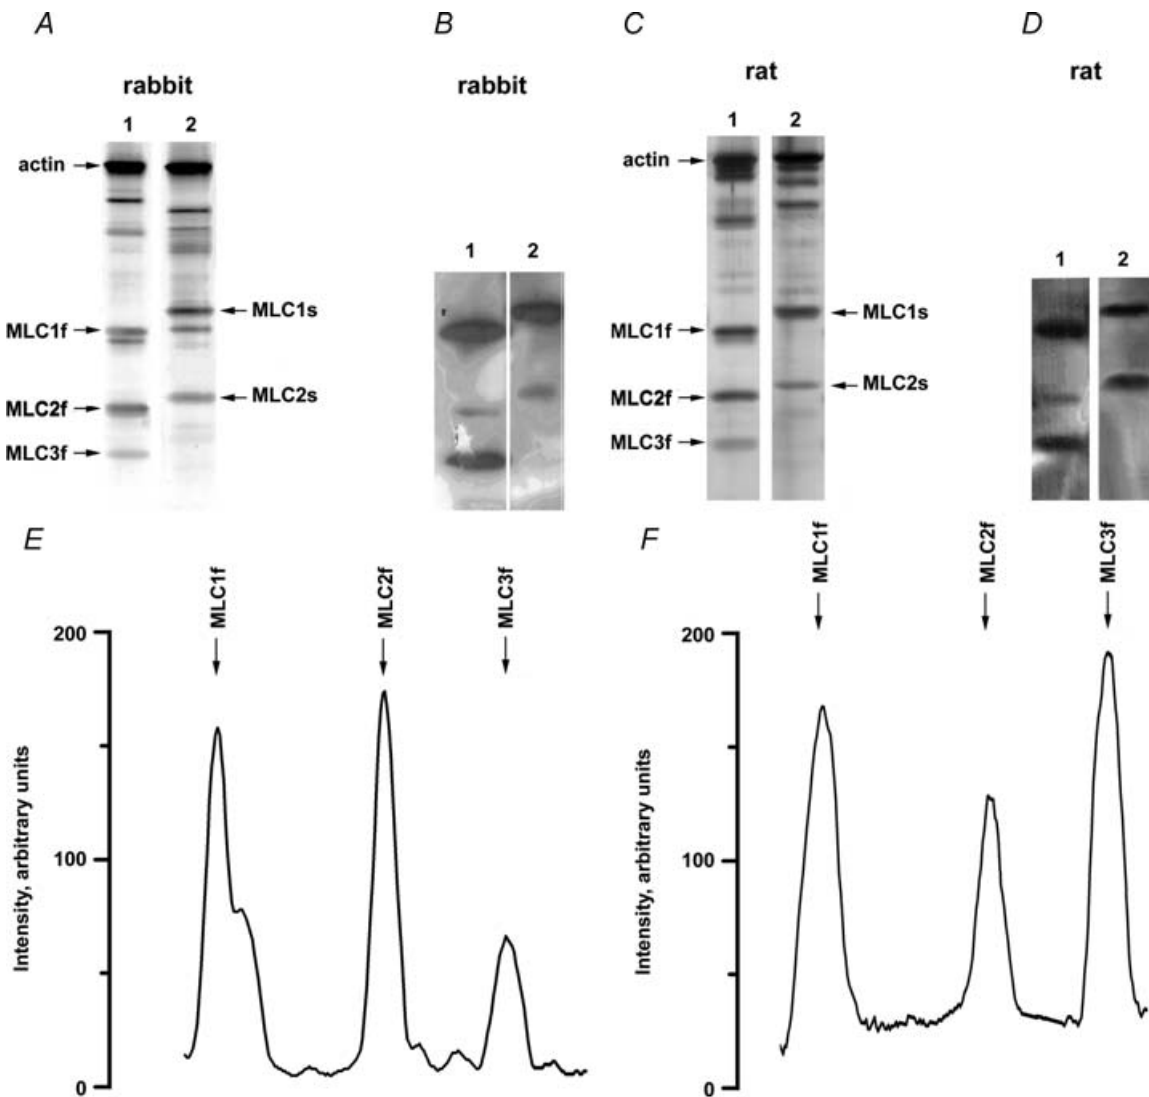 A
B
C
D
rabbit
rabbit
rat
rat
1 2
1 2
1 2
1 2
actin
MLC1s
MLC1f
MLC2s
MLC2f
MLC3f
actin
MLC1s
MLC1f
MLC2s
MLC2f
MLC3f
E
MLC1f
MLC2f
MLC3f
200
100
0
Intensity, arbitrary units
F
MLC1f
MLC2f
MLC3f
200
100
0
Intensity, arbitrary units